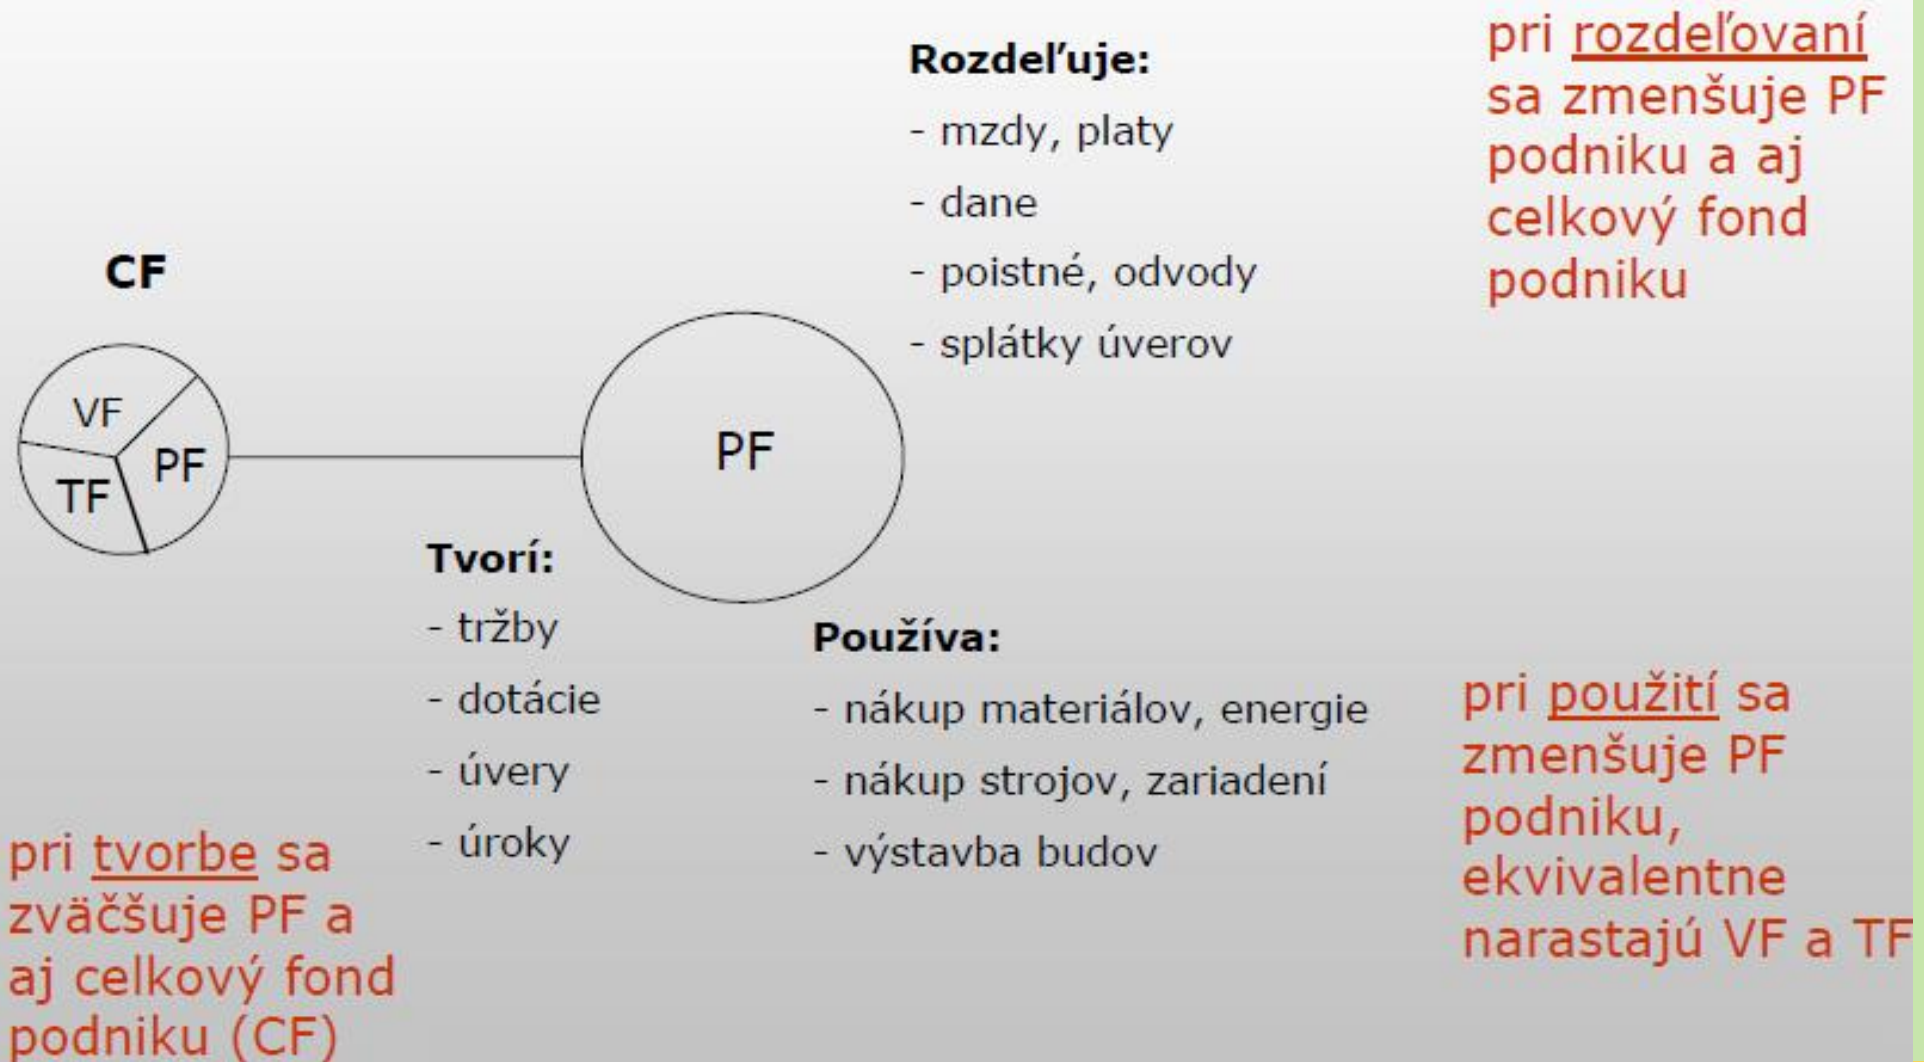 CF
VF
PF
TF
PF
Rozdeľuje:
- mzdy, platy
- dane
- poistné, odvody
- splátky úverov
pri rozdeľovaní
sa zmenšuje PF
podniku a aj
celkový fond
podniku
Tvorí:
- tržby
- dotácie
- úvery
- úroky
pri tvorbe sa
zväčšuje PF a
aj celkový fond
podniku (CF)
Používa:
- nákup materiálov, energie
- nákup strojov, zariadení
- výstavba budov
pri použití sa
zmenšuje PF
podniku,
ekvivalentne
narastajú VF a TF